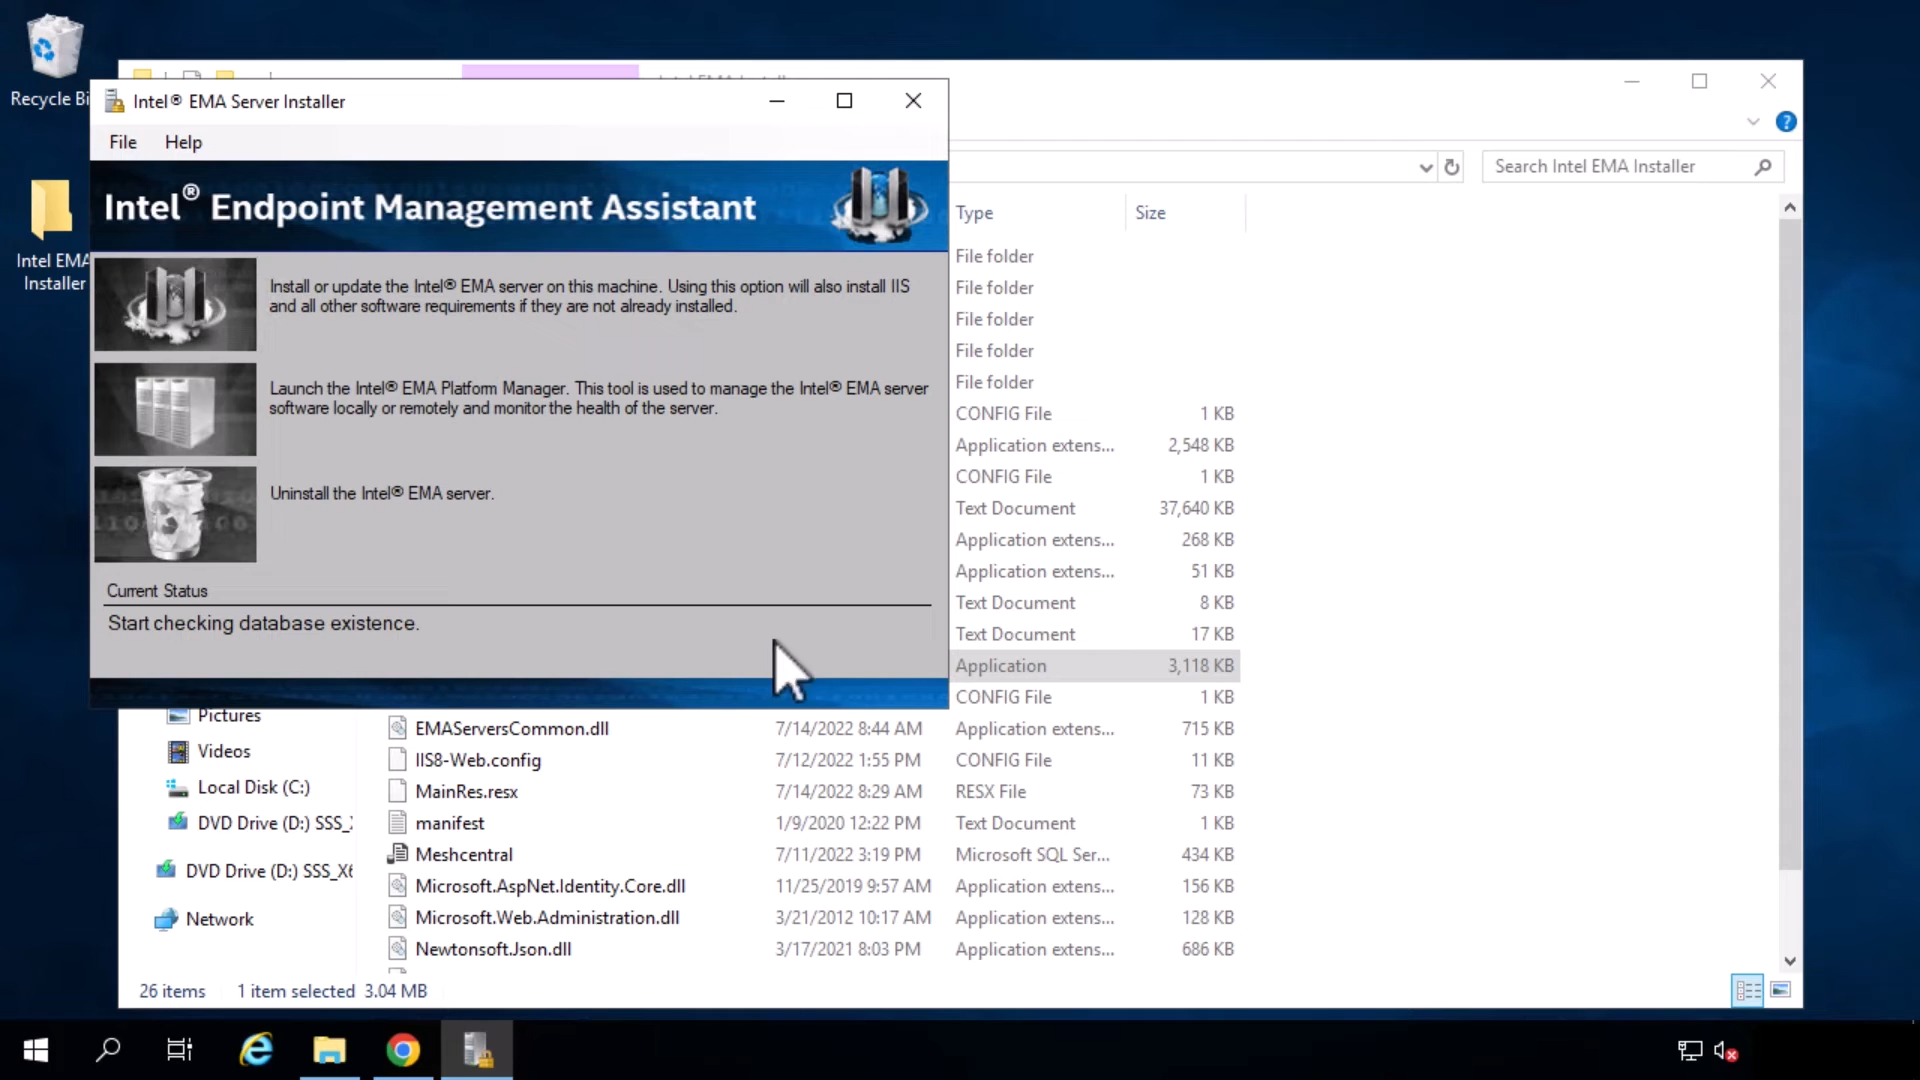 Recycle Bi
Intel EMA
Installer
Intel® EMA Server Installer
File Help
Intel® Endpoint Management Assistant
Install or update the Intel® EMA server on this machine. Using this option will also install IIS
and all other software requirements if they are not already installed.
Launch the Intel® EMA Platform Manager. This tool is used to manage the Intel® EMA server
software locally or remotely and monitor the health of the server.
Uninstall the Intel® EMA server.
Current Status
Start checking database existence.
Search Intel EMA Installer
Type Size
File folder
File folder
File folder
File folder
File folder
CONFIG File 1 KB
Application extens... 2,548 KB
CONFIG File 1 KB
Text Document 37,640 KB
Application extens... 268 KB
Application extens... 51 KB
Text Document 8 KB
Text Document 17 KB
Application 3,118 KB
CONFIG File 1 KB
Pictures
Videos
Local Disk (C:)
DVD Drive (D:) SSS_
DVD Drive (D:) SSS_X6
Network
EMAServersCommon.dll 7/14/2022 8:44 AM Application extens... 715 KB
IIS8-Web.config 7/12/2022 1:55 PM CONFIG File 11 KB
MainRes.resx 7/14/2022 8:29 AM RESX File 73 KB
manifest 1/9/2020 12:22 PM Text Document 1 KB
Meshcentral 7/11/2022 3:19 PM Microsoft SQL Ser... 434 KB
Microsoft.AspNet.Identity.Core.dll 11/25/2019 9:57 AM Application extens... 156 KB
Microsoft.Web.Administration.dll 3/21/2012 10:17 AM Application extens... 128 KB
Newtonsoft.Json.dll 3/17/2021 8:03 PM Application extens... 686 KB
26 items 1 item selected 3.04 MB